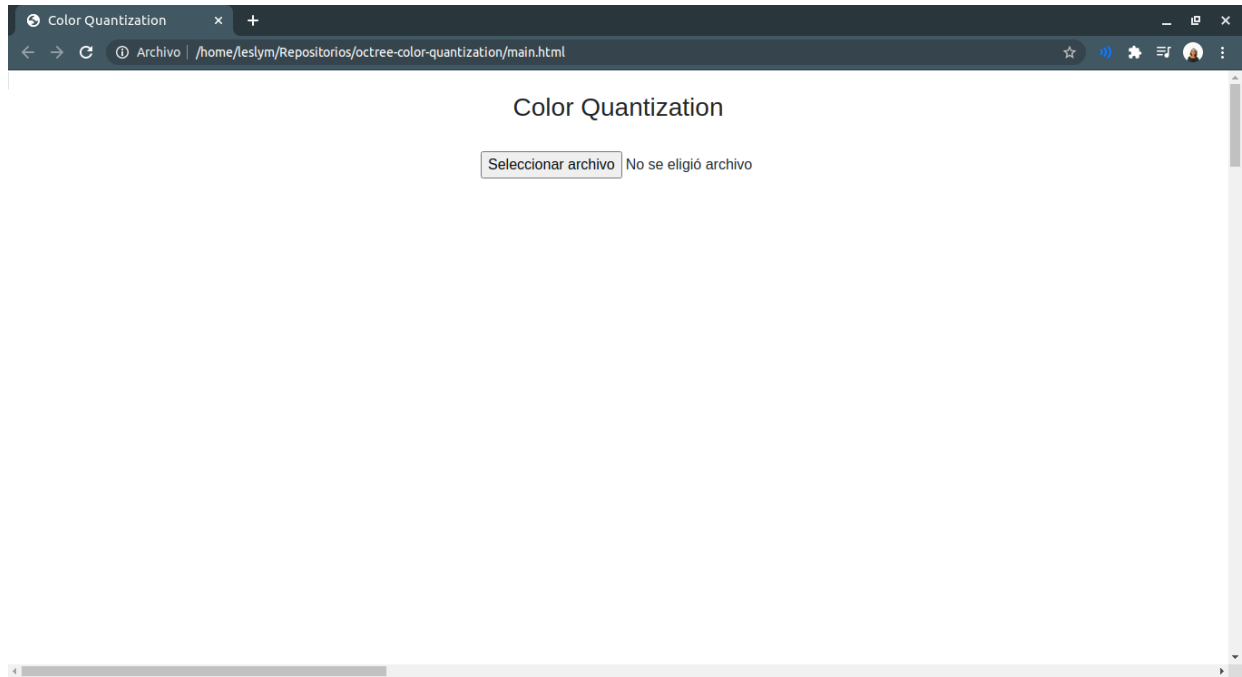 Color Quantization
Archivo | /home/leslym/Repositorios/octree-color-quantization/main.html
Color Quantization
Seleccionar archivo No se eligió archivo